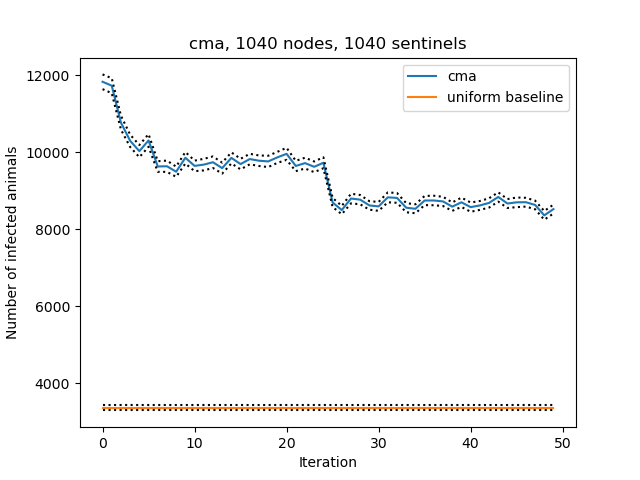 cma, 1040 nodes, 1040 sentinels
cma
uniform baseline
12000
10000
8000
6000
4000
Number of infected animals
0 10 20 30 40 50
Iteration